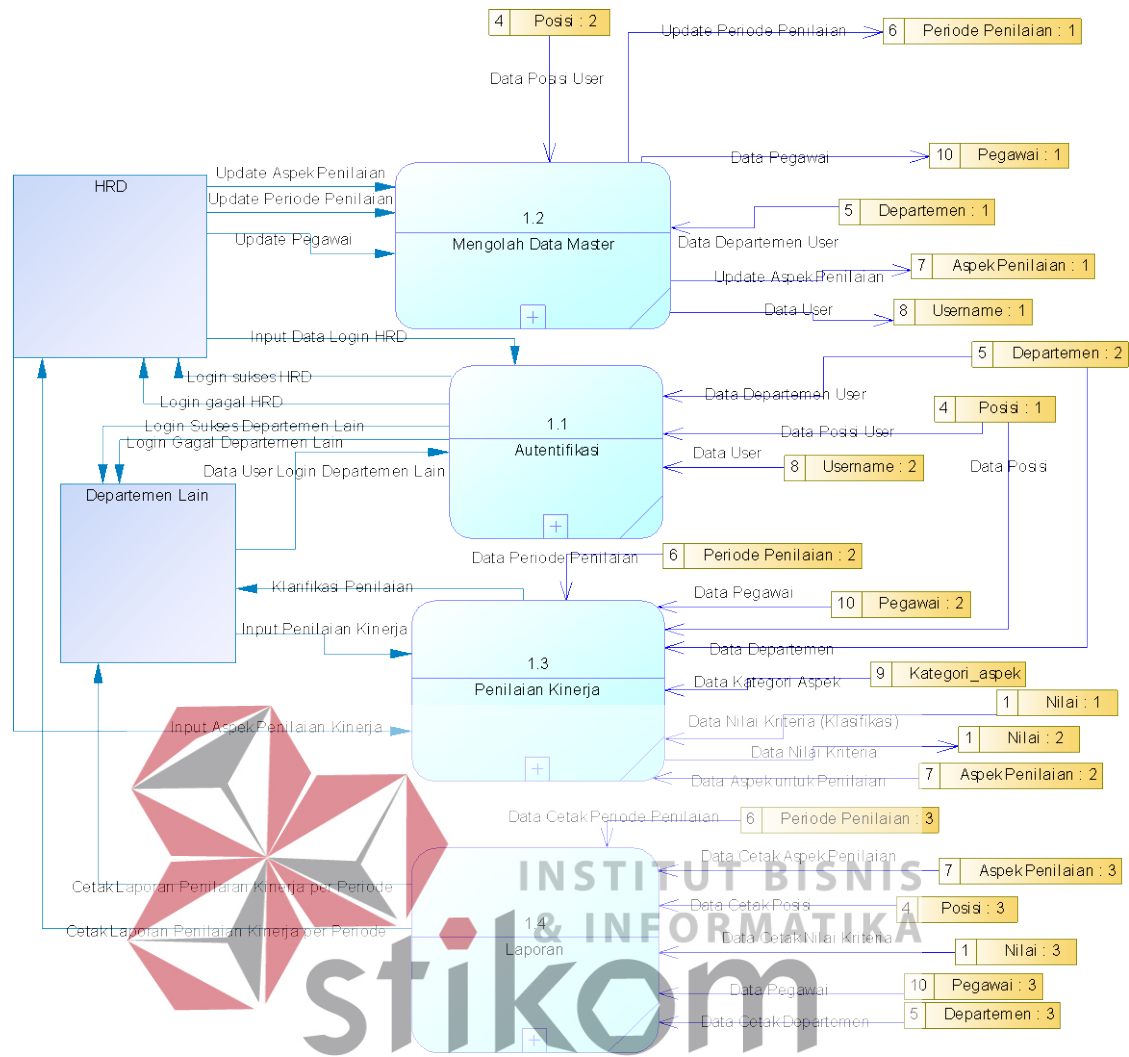 4 Posisi : 2
Update Periode Penilaian
6 Periode Penilaian : 1
Data Posisi User
Data Pegawai
10 Pegawai : 1
HRD
Update Aspek Penilaian
Update Periode Penilaian
Update Pegawai
1.2
Mengolah Data Master
5 Departemen : 1
Data Departemen User
Update Aspek Penilaian
7 Aspek Penilaian : 1
Data User
8 Username : 1
Input Data Login HRD
Login sukses HRD
Login gagal HRD
Login Sukses Departemen Lain
Login Gagal Departemen Lain
Data User Login Departemen Lain
1.1
Autentifikasi
5 Departemen : 2
Data Departemen User
4 Posisi : 1
Data Posisi User
Data User
8 Username : 2
Data Posisi
Departemen Lain
Data Periode Penilaian
6 Periode Penilaian : 2
Klarifikasi Penilaian
Data Pegawai
10 Pegawai : 2
Input Penilaian Kinerja
1.3
Penilaian Kinerja
Data Departemen
Data Kategori Aspek
9 Kategori_aspek
1 Nilai : 1
Data Nilai Kriteria (Klasifikasi)
Input Aspek Penilaian Kinerja
1 Nilai : 2
Data Nilai Kriteria
Data Aspek untuk Penilaian
7 Aspek Penilaian : 2
Data Cetak Periode Penilaian
6 Periode Penilaian : 3
Data Cetak Aspek Penilaian
7 Aspek Penilaian : 3
INSTITUT BISNIS
& INFORMATIKA
stikom
Cetak Laporan Penilaian Kinerja per Periode
Cetak Laporan Penilaian Kinerja per Periode
Data Cetak Posisi
4 Posisi : 3
1.4
Laporan
Data Cetak Nilai Kriteria
1 Nilai : 3
Data Pegawai
10 Pegawai : 3
Data Cetak Departemen
5 Departemen : 3